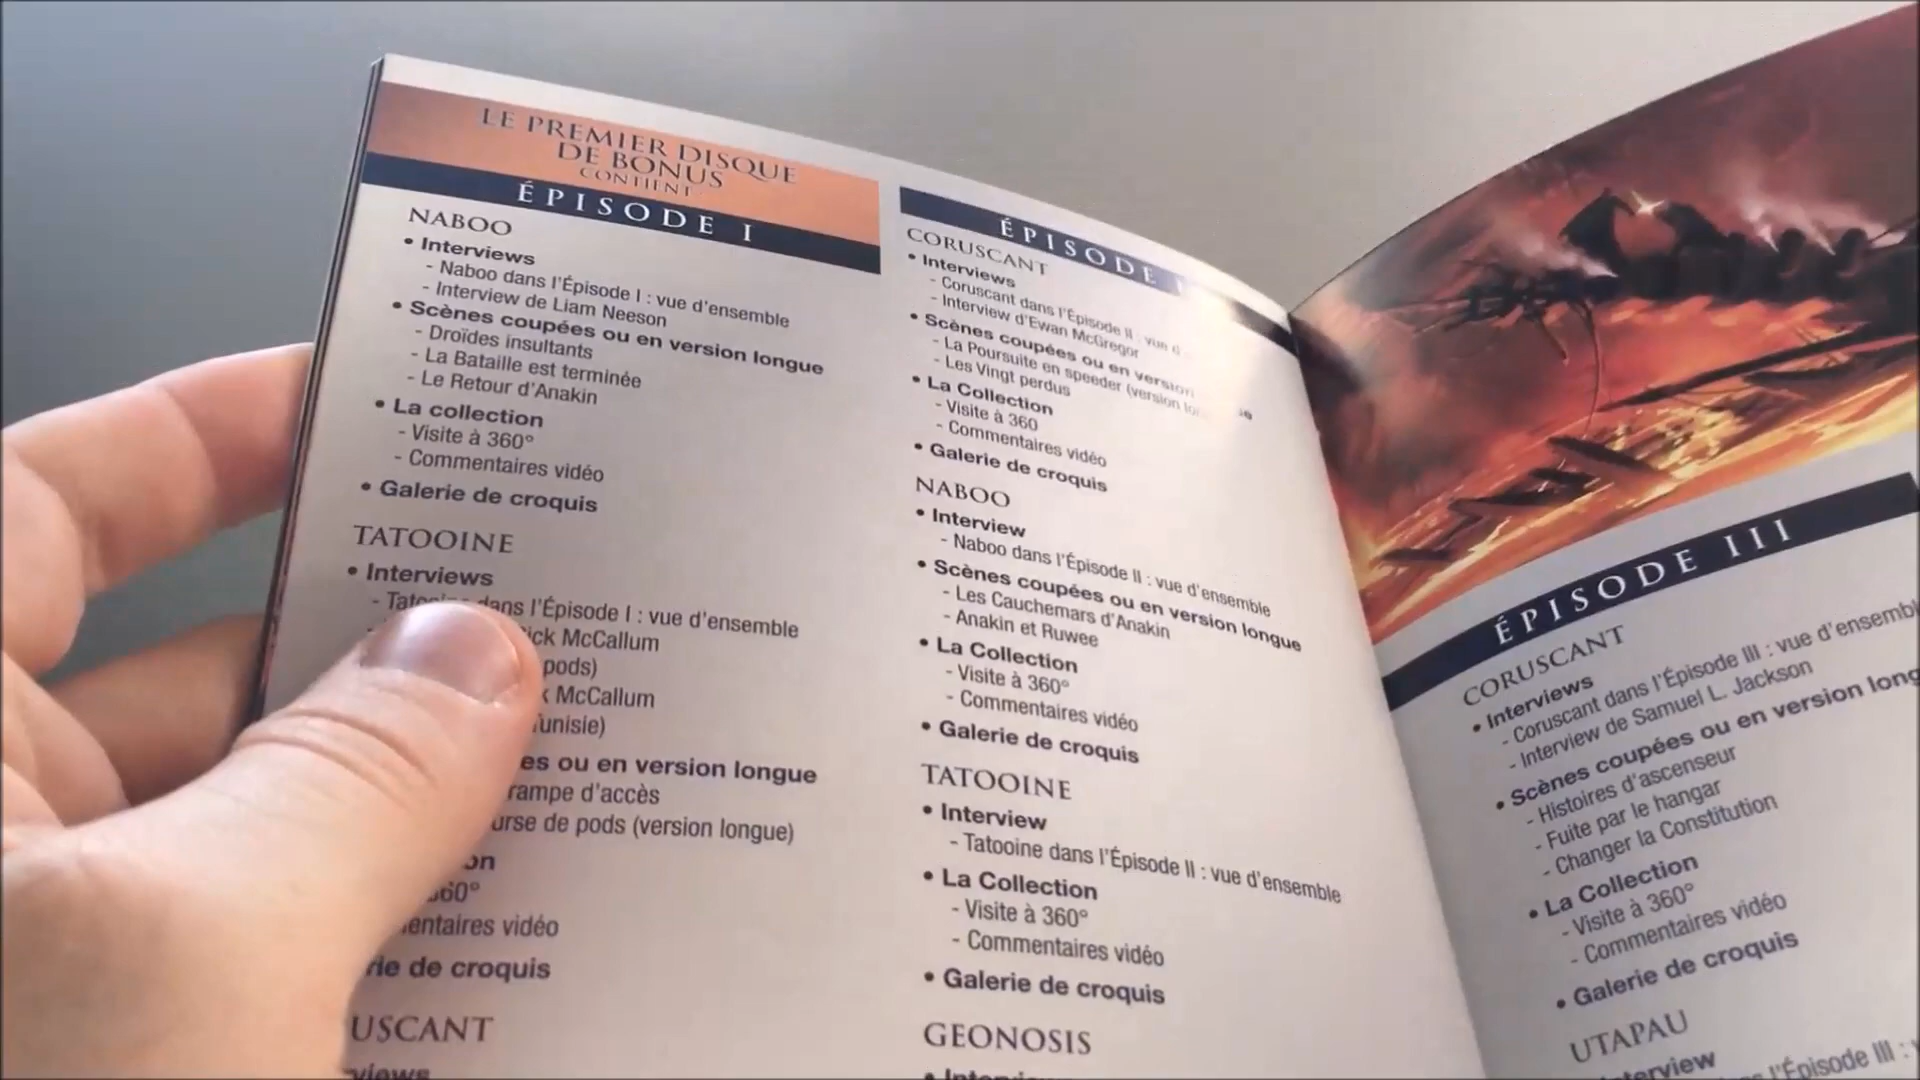 LE PREMIER DISQUE
DE BONUS
CONTIENT
ÉPISODE I
NABOO
• Interviews
- Naboo dans l'Épisode I : vue d'ensemble
- Interview de Liam Neeson
• Scènes coupées ou en version longue
- Droïdes insultants
- La Bataille est terminée
- Le Retour d'Anakin
• La collection
- Visite à 360°
- Commentaires vidéo
• Galerie de croquis
TATOOINE
• Interviews
- dans l'Épisode I : vue d'ensemble
McCallum
pods)
McCallum
ou en version longue
rampe d'accès
de pods (version longue)
vidéo
de croquis
ÉPISODE
CORUSCANT
• Interviews
- Coruscant dans l'Épisode II : vue
- Interview d'Ewan McGregor
• Scènes coupées ou en version
- La Poursuite en speeder (version
- Les Vingt perdus
• La Collection
- Visite à 360
- Commentaires vidéo
• Galerie de croquis
NABOO
• Interview
- Naboo dans l'Épisode II : vue d'ensemble
• Scènes coupées ou en version longue
- Les Cauchemars d'Anakin
- Anakin et Ruwee
• La Collection
- Visite à 360°
- Commentaires vidéo
• Galerie de croquis
TATOOINE
• Interview
- Tatooine dans l'Épisode II : vue d'ensemble
• La Collection
- Visite à 360°
- Commentaires vidéo
• Galerie de croquis
GEONOSIS
ÉPISODE III
CORUSCANT
• Interviews
- Coruscant dans l'Épisode III : vue
- Interview de Samuel L. Jackson
• Scènes coupées ou en version
- Histoires d'ascenseur
- Fuite par le hangar
- Changer la Constitution
• La Collection
- Visite à 360°
- Commentaires vidéo
• Galerie de croquis
UTAPAU
l'Épisode III :